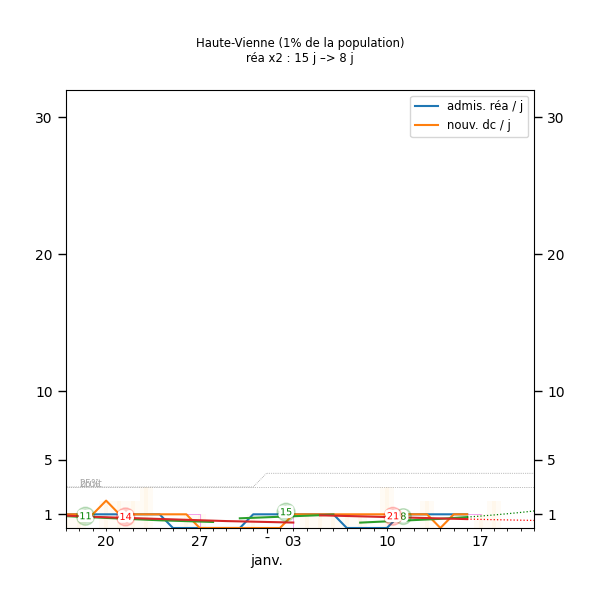 Haute-Vienne (1% de la population)
réa x2 : 15 j –> 8 j
admis. réa / j
nouv. dc / j
30 30
20 20
10 10
5 5
1 1
11 14 15 21 8
20 27 - 03 10 17
janv.